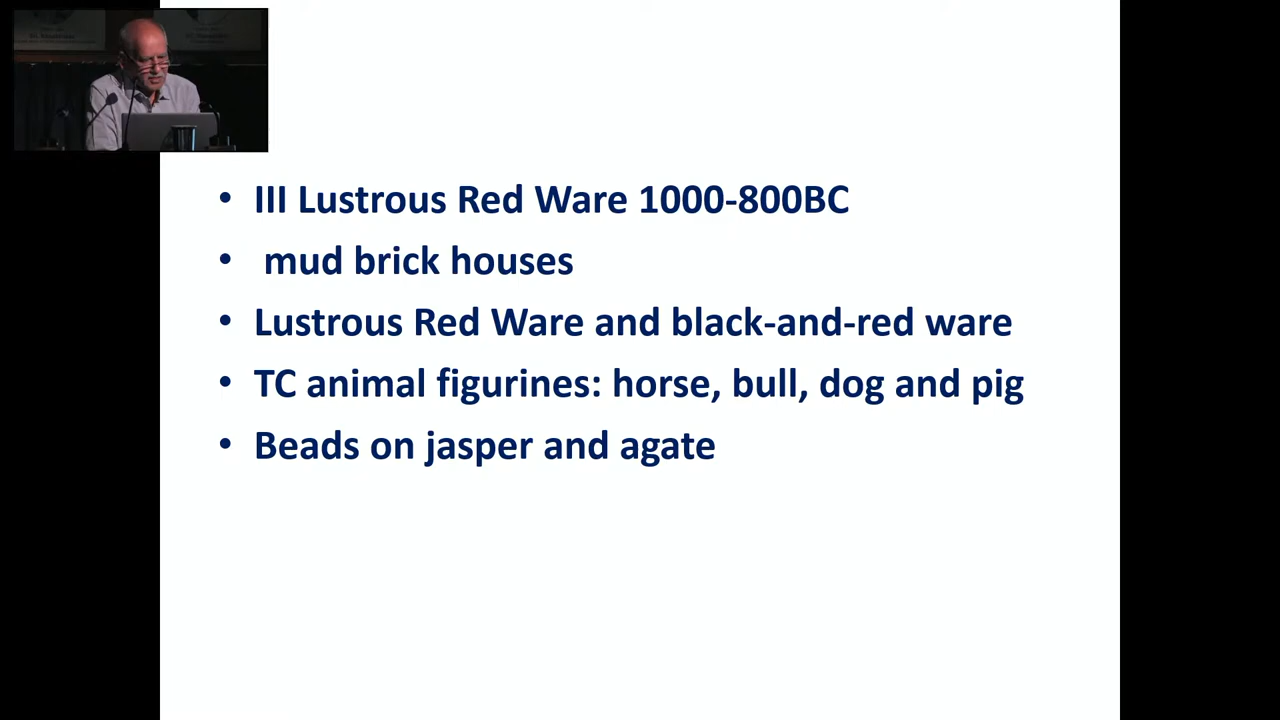 • III Lustrous Red Ware 1000-800BC
• mud brick houses
• Lustrous Red Ware and black-and-red ware
• TC animal figurines: horse, bull, dog and pig
• Beads on jasper and agate